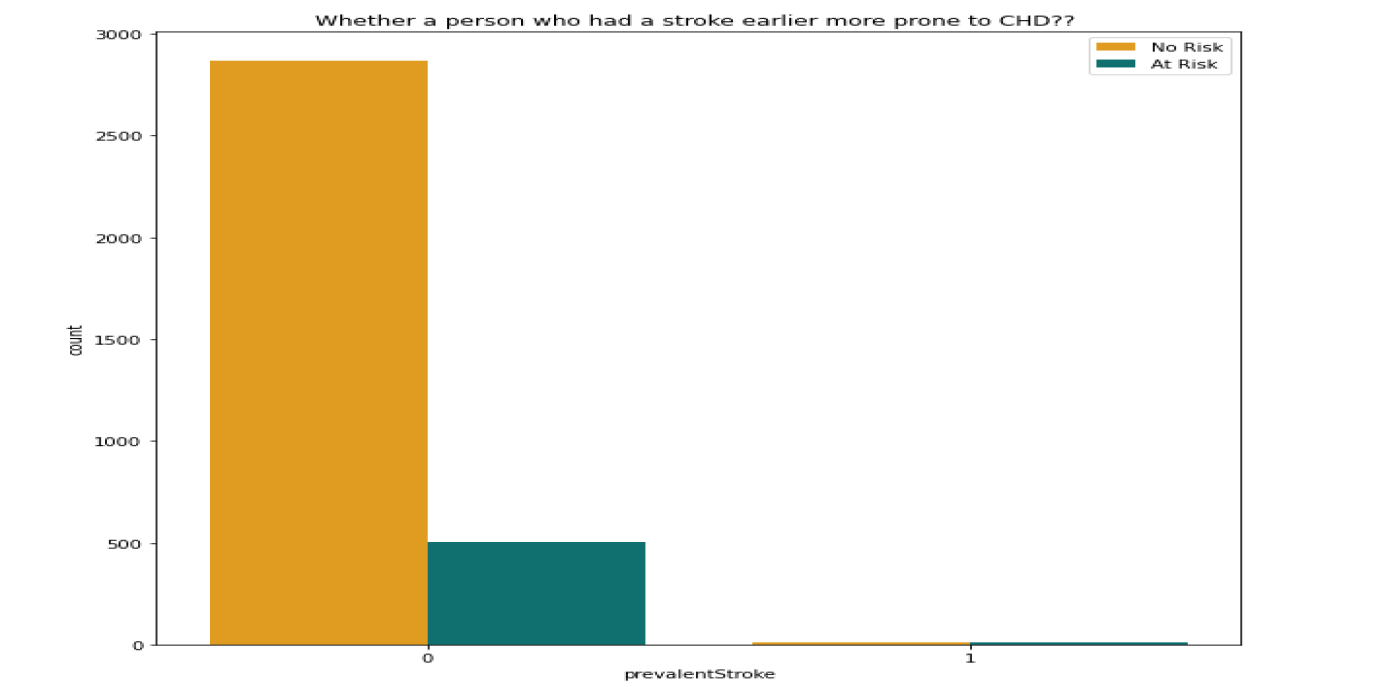 Whether a person who had a stroke earlier more prone to CHD??
No Risk
At Risk
3000
2500
2000
1500
1000
500
0
count
0 1
prevalentStroke